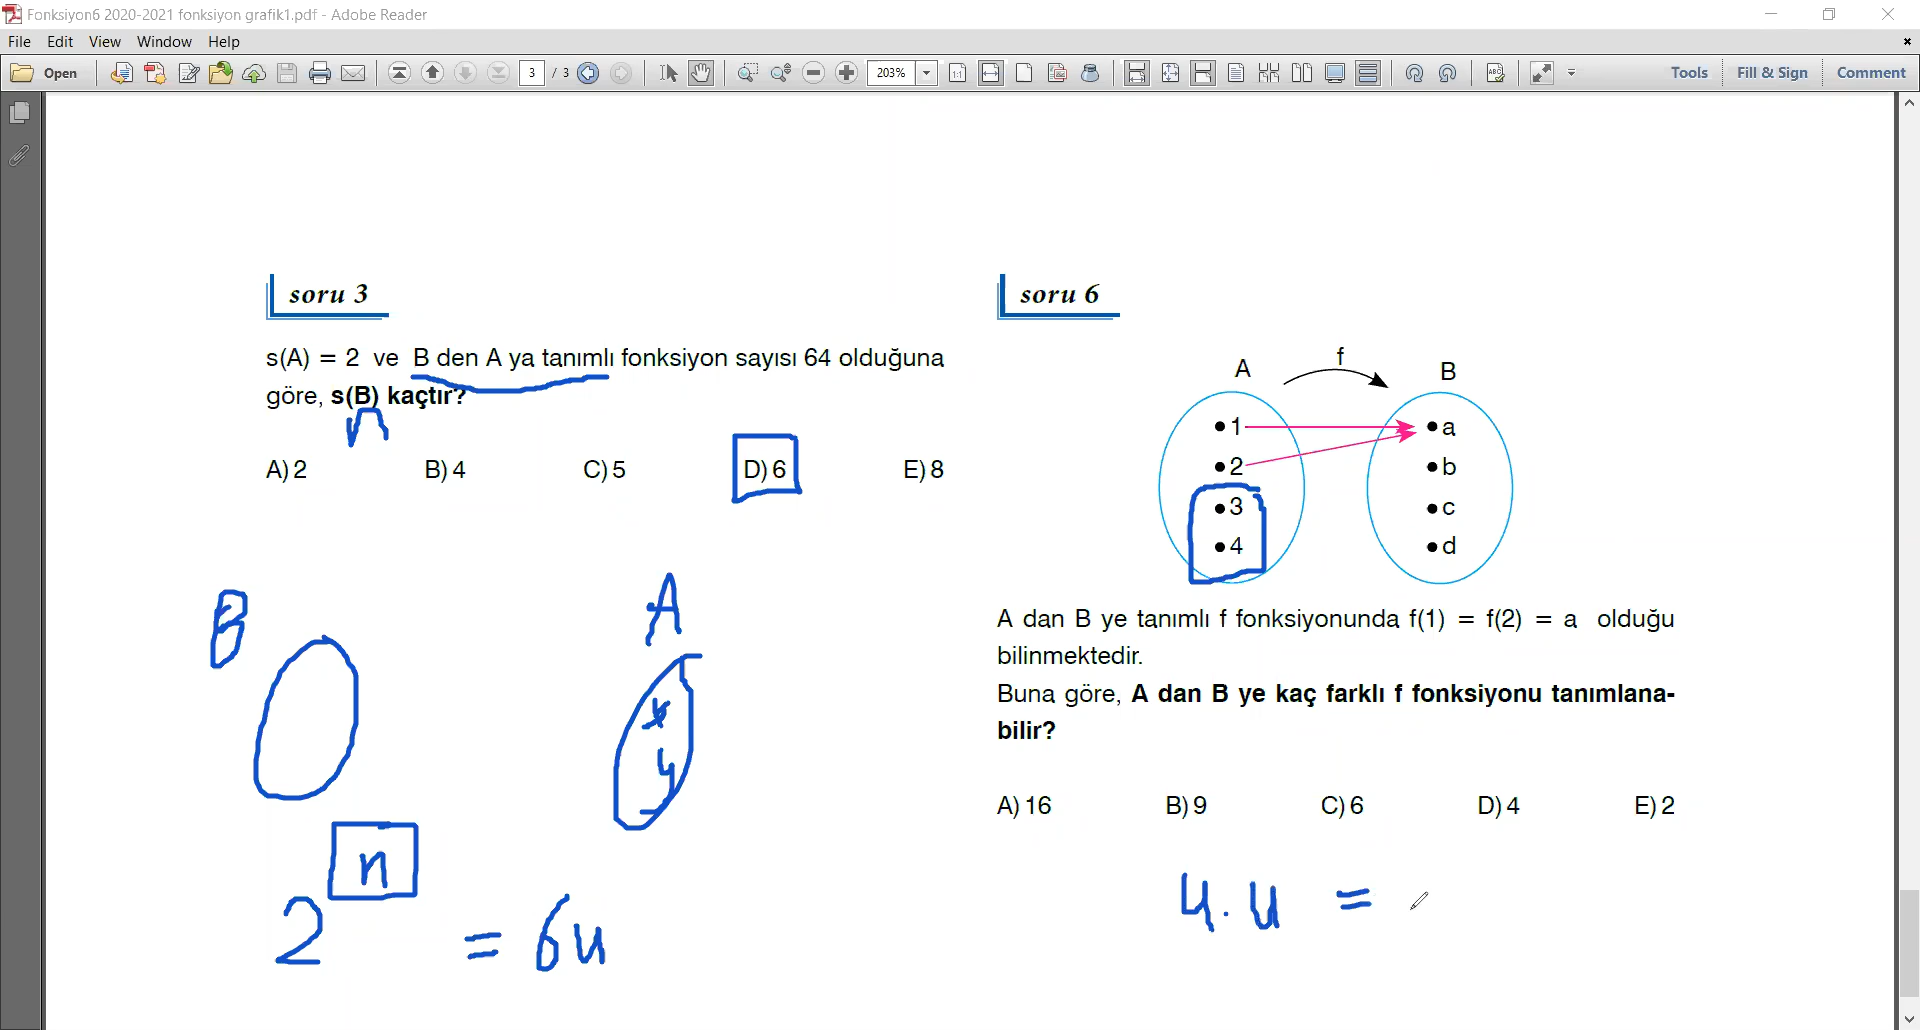 Fonksiyon6 2020-2021 fonksiyon grafik1.pdf - Adobe Reader
File Edit View Window Help
Open 3 / 3 203% Tools Fill & Sign Comment
soru 3
s(A) = 2 ve B den A ya tanımlı fonksiyon sayısı 64 olduğuna
göre, s(B) kaçtır?
n
A) 2 B) 4 C) 5 D) 6 E) 8
B A
x
y
n
2 = 64
soru 6
f
A B
1 a
2 b
3 c
4 d
A dan B ye tanımlı f fonksiyonunda f(1) = f(2) = a olduğu
bilinmektedir.
Buna göre, A dan B ye kaç farklı f fonksiyonu tanımlana-
bilir?
A) 16 B) 9 C) 6 D) 4 E) 2
4 . 4 =